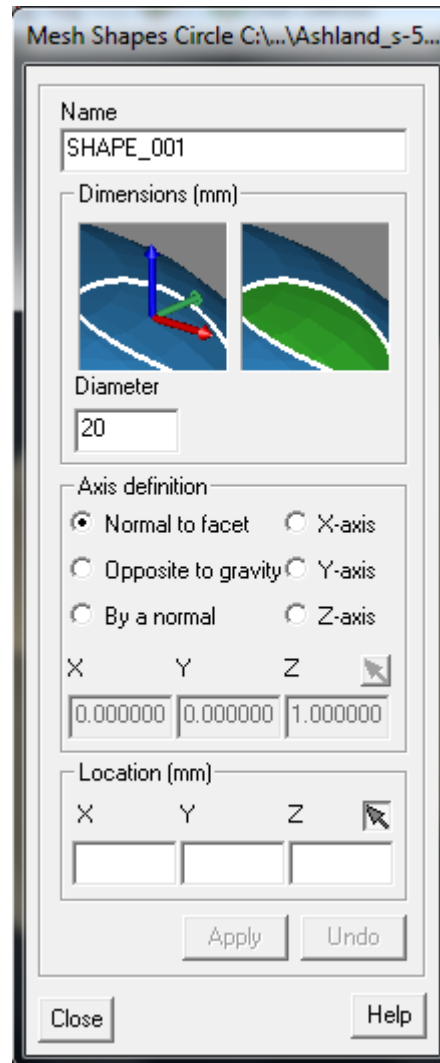 Mesh Shapes Circle C:\...\Ashland_s-5...
Name
SHAPE_001
Dimensions (mm)
Diameter
20
Axis definition
Normal to facet X-axis
Opposite to gravity Y-axis
By a normal Z-axis
X Y Z
0.000000 0.000000 1.000000
Location (mm)
X Y Z
Apply Undo
Close Help